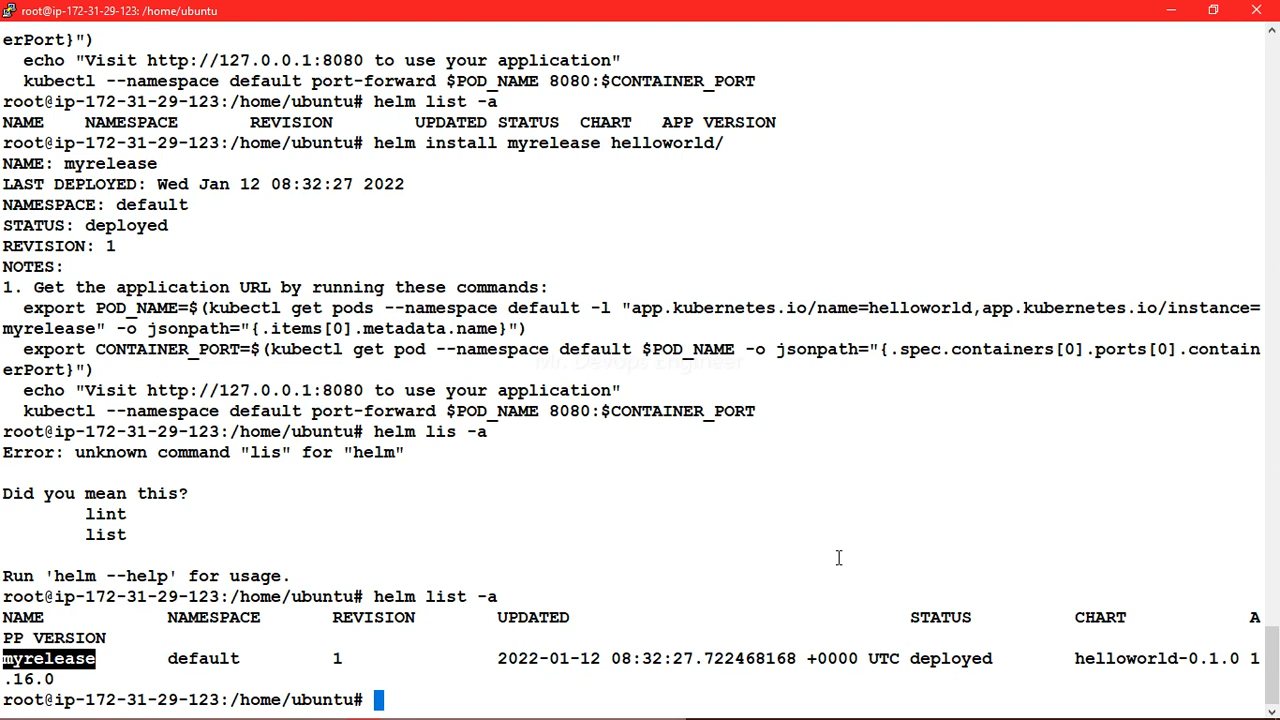 root@ip-172-31-29-123: /home/ubuntu
erPort}")
  echo "Visit http://127.0.0.1:8080 to use your application"
  kubectl --namespace default port-forward $POD_NAME 8080:$CONTAINER_PORT
root@ip-172-31-29-123:/home/ubuntu# helm list -a
NAME    NAMESPACE       REVISION        UPDATED STATUS  CHART   APP VERSION
root@ip-172-31-29-123:/home/ubuntu# helm install myrelease helloworld/
NAME: myrelease
LAST DEPLOYED: Wed Jan 12 08:32:27 2022
NAMESPACE: default
STATUS: deployed
REVISION: 1
NOTES:
1. Get the application URL by running these commands:
  export POD_NAME=$(kubectl get pods --namespace default -l "app.kubernetes.io/name=helloworld,app.kubernetes.io/instance=
myrelease" -o jsonpath="{.items[0].metadata.name}")
  export CONTAINER_PORT=$(kubectl get pod --namespace default $POD_NAME -o jsonpath="{.spec.containers[0].ports[0].contain
Mr. DevOps Engineer
erPort}")
  echo "Visit http://127.0.0.1:8080 to use your application"
  kubectl --namespace default port-forward $POD_NAME 8080:$CONTAINER_PORT
root@ip-172-31-29-123:/home/ubuntu# helm lis -a
Error: unknown command "lis" for "helm"
Did you mean this?
        lint
        list
Run 'helm --help' for usage.
root@ip-172-31-29-123:/home/ubuntu# helm list -a
NAME            NAMESPACE       REVISION        UPDATED                                 STATUS          CHART            A
PP VERSION
myrelease       default         1               2022-01-12 08:32:27.722468168 +0000 UTC deployed        helloworld-0.1.0 1
.16.0
root@ip-172-31-29-123:/home/ubuntu#